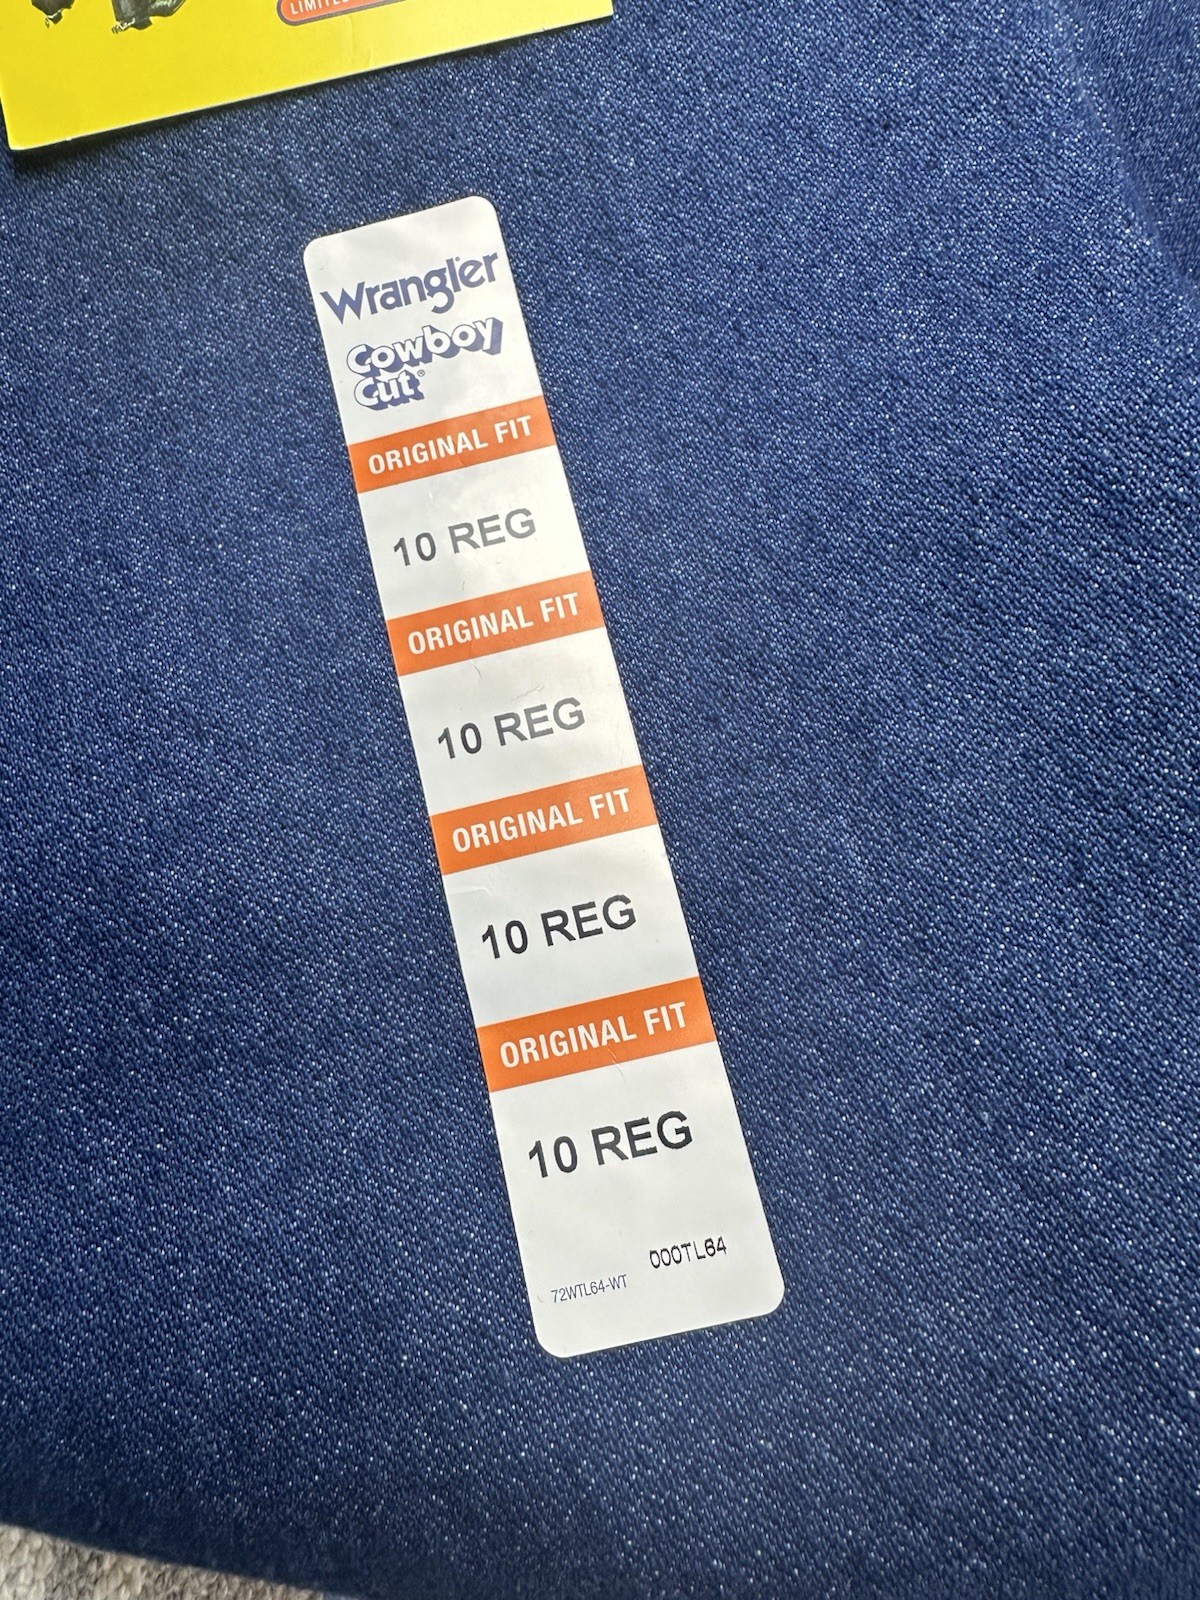 LIMITED
Wrangler
Cowboy
Cut®
ORIGINAL FIT
10 REG
ORIGINAL FIT
10 REG
ORIGINAL FIT
10 REG
ORIGINAL FIT
10 REG
000TL64
72WTL64-WT